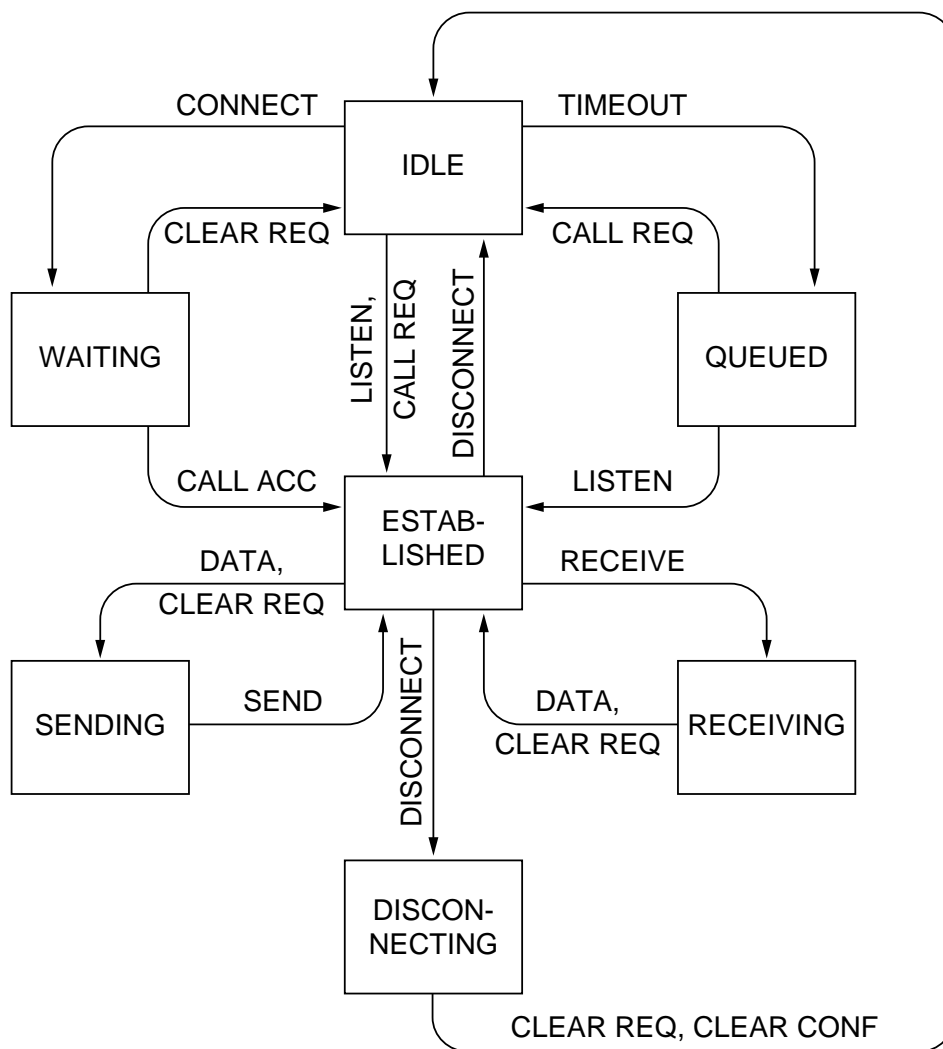 CONNECT
TIMEOUT
IDLE
CLEAR REQ
CALL REQ
LISTEN,
CALL REQ
DISCONNECT
WAITING
QUEUED
CALL ACC
LISTEN
ESTAB-
LISHED
DATA,
CLEAR REQ
RECEIVE
SENDING
SEND
DISCONNECT
DATA,
CLEAR REQ
RECEIVING
DISCON-
NECTING
CLEAR REQ, CLEAR CONF